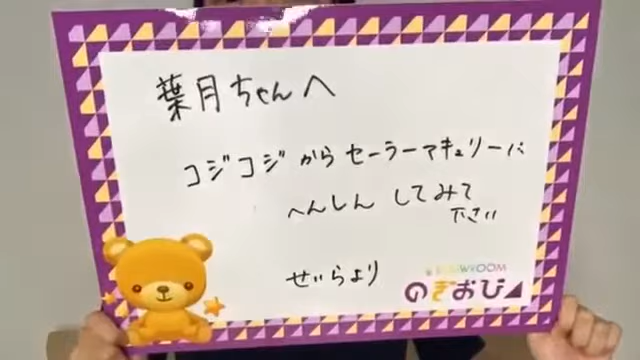 葉月ちゃんへ
コジコジからセーラーマーキュリーに
へんしんしてみて
下さい
せいらより
SHOWROOM
のぎおび